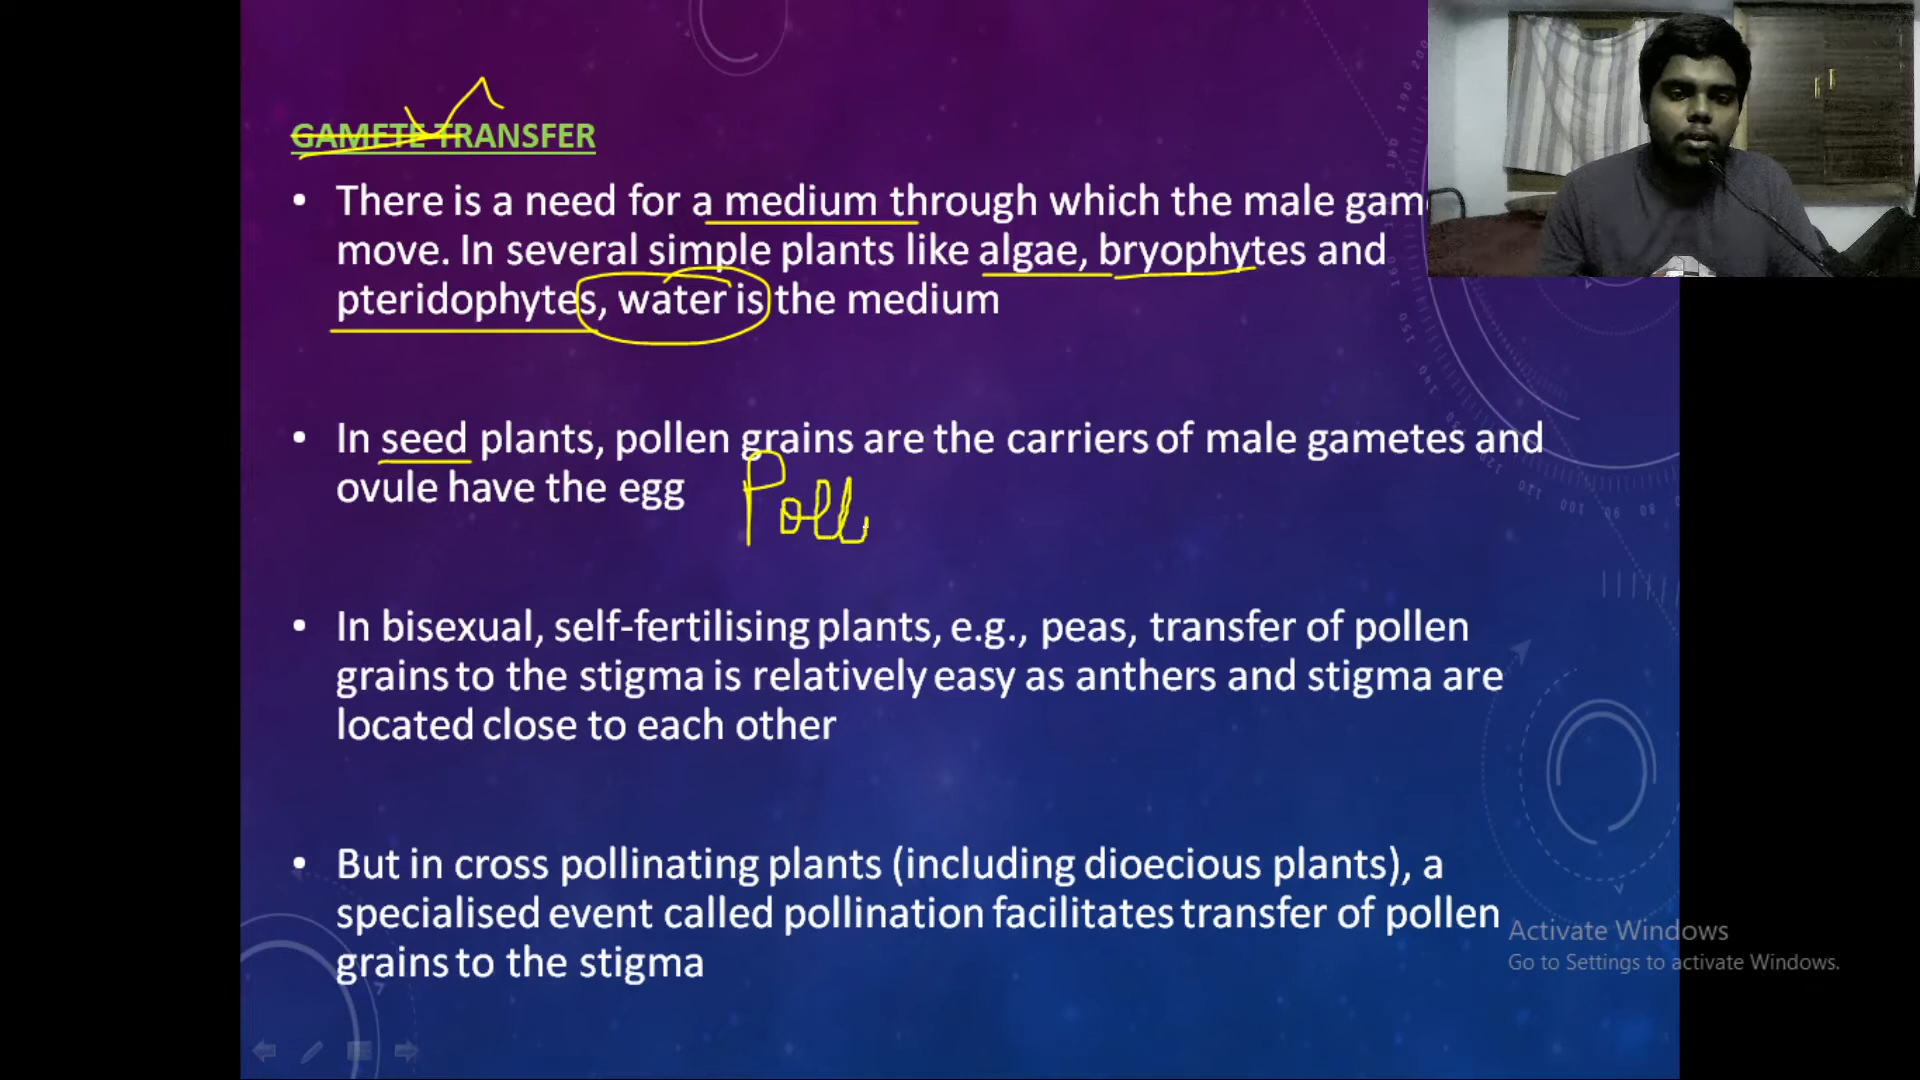 GAMETE TRANSFER
• There is a need for a medium through which the male gam
move. In several simple plants like algae, bryophytes and
pteridophytes, water is the medium
• In seed plants, pollen grains are the carriers of male gametes and
ovule have the egg
Poll
• In bisexual, self-fertilising plants, e.g., peas, transfer of pollen
grains to the stigma is relatively easy as anthers and stigma are
located close to each other
• But in cross pollinating plants (including dioecious plants), a
specialised event called pollination facilitates transfer of pollen
grains to the stigma
Activate Windows
Go to Settings to activate Windows.